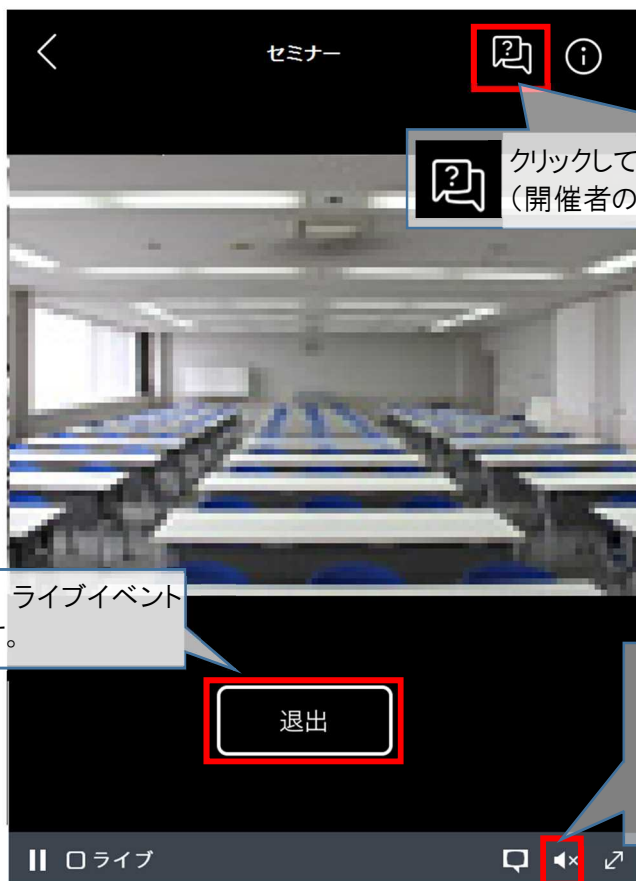 セミナー
クリックして
（開催者の
ライブイベント
。
退出
ライブ